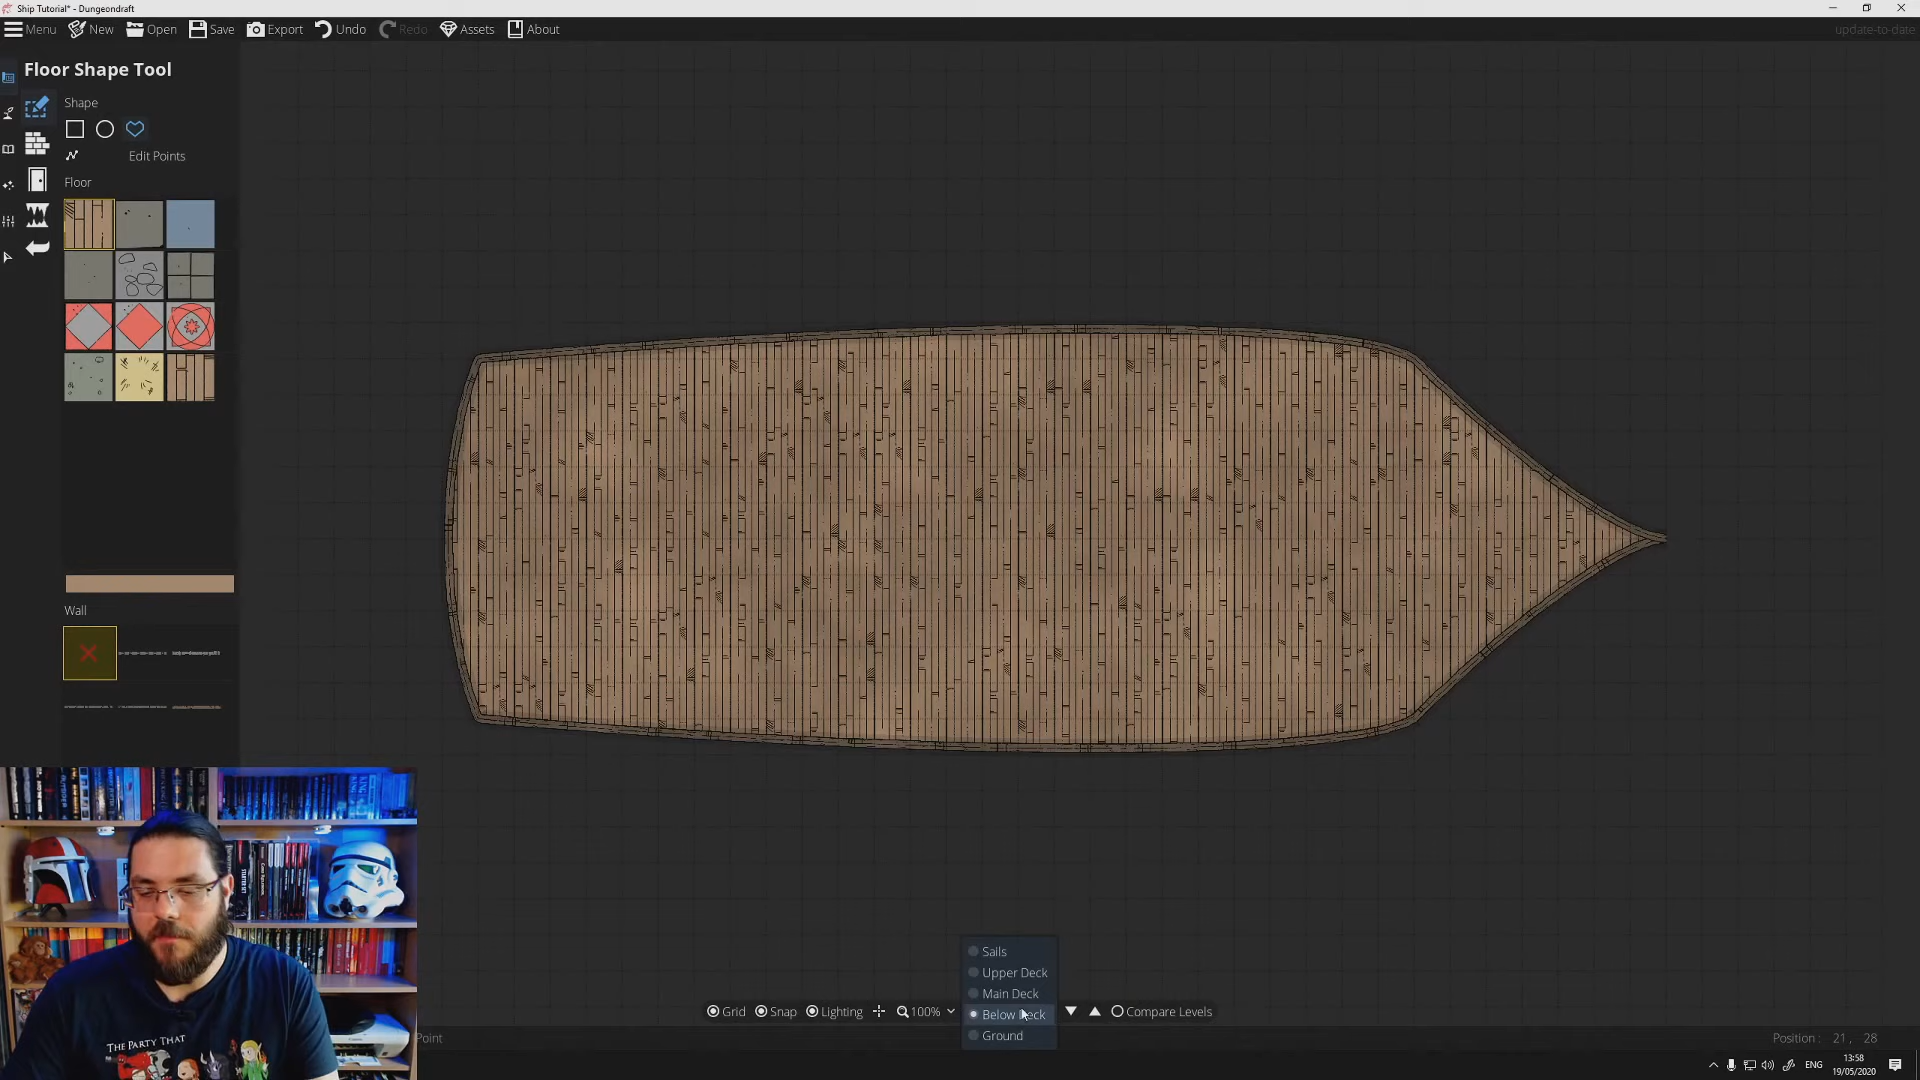 Ship Tutorial* - Dungeondraft
Menu New Open Save Export Undo Redo Assets About
update-to-date
Floor Shape Tool
Shape
Edit Points
Floor
Wall
Sails
Upper Deck
Main Deck
Below Deck
Ground
Grid Snap Lighting 100% Compare Levels
Point
Position : 21, 28
ENG
13:58
19/05/2020
THE PARTY THAT